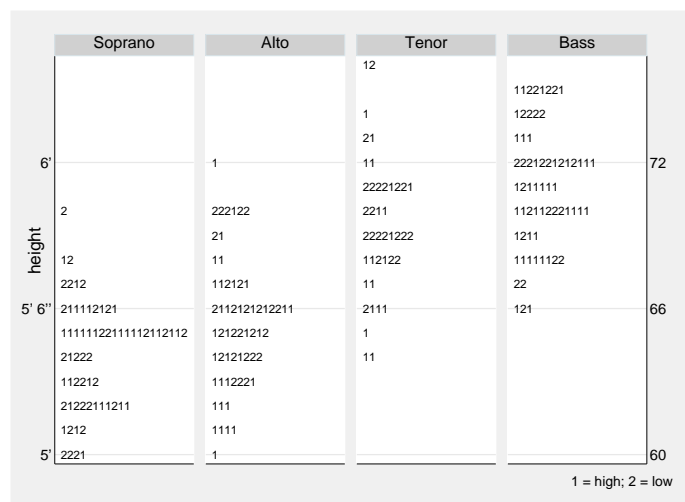 Soprano Alto Tenor Bass
12
11221221
1 12222
21 111
6' 1 11 2221221212111 72
22221221 1211111
2 222122 2211 112112221111
21 22221222 1211
height
12 11 112122 11111122
2212 112121 11 22
5' 6'' 211112121 2112121212211 2111 121 66
11111122111112112112 121221212 1
21222 12121222 11
112212 1112221
21222111211 111
1212 1111
5' 2221 1 60
1 = high; 2 = low